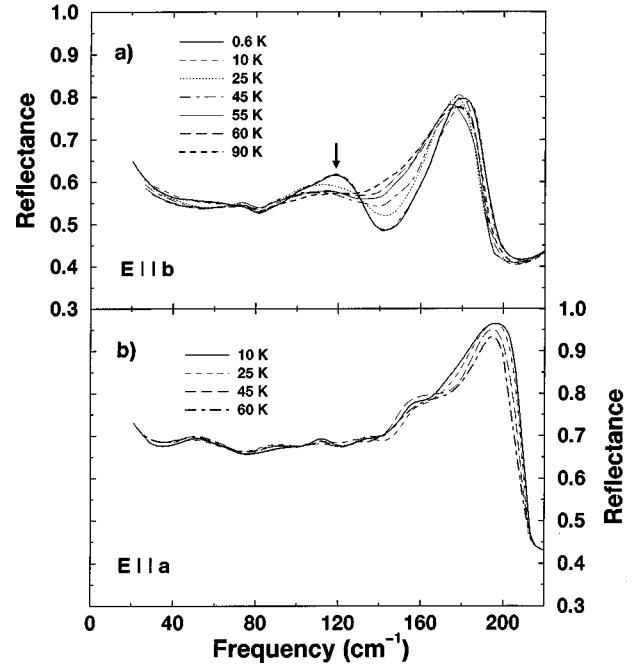 1.0
0.9
0.8
0.7
0.6
0.5
0.4
0.3
Reflectance
a)
0.6 K
10 K
25 K
45 K
55 K
60 K
90 K
E || b
b)
10 K
25 K
45 K
60 K
E || a
1.0
0.9
0.8
0.7
0.6
0.5
0.4
0.3
Reflectance
0 40 80 120 160 200
Frequency (cm⁻¹)